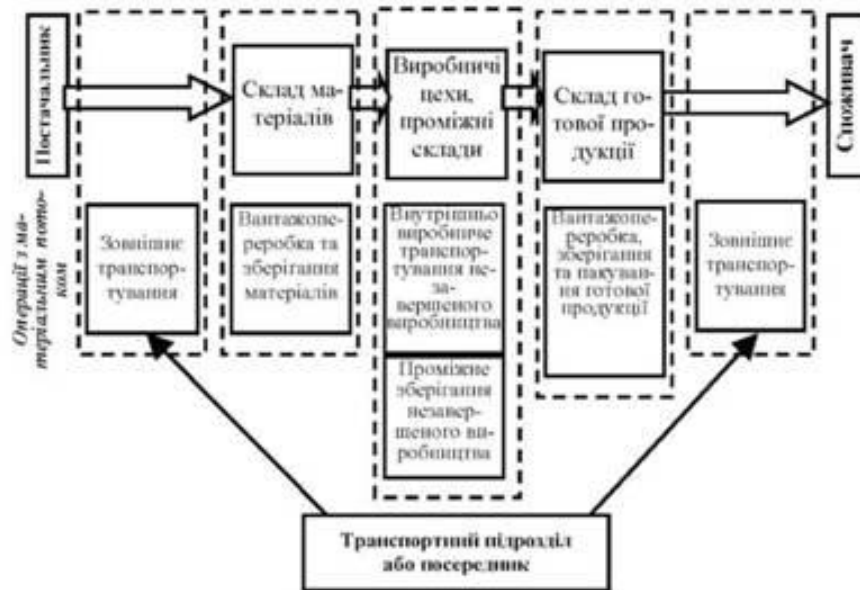 Постачальник
Склад ма-
теріалів
Виробничі
цехи,
проміжні
склади
Склад го-
тової про-
дукції
Споживач
Операції з ма-
теріальним пото-
ком
Зовнішнє
транспор-
тування
Вантажопе-
реробка та
зберігання
матеріалів
Внутрішньо
виробниче
транспор-
тування не-
за-
вершеного
виробництва
Проміжне
зберігання
незавер-
шеного ви-
робництва
Вантажопе-
реробка,
зберігання
та пакуван-
ня готової
продукції
Зовнішнє
транспор-
тування
Транспортний підрозділ
або посередник